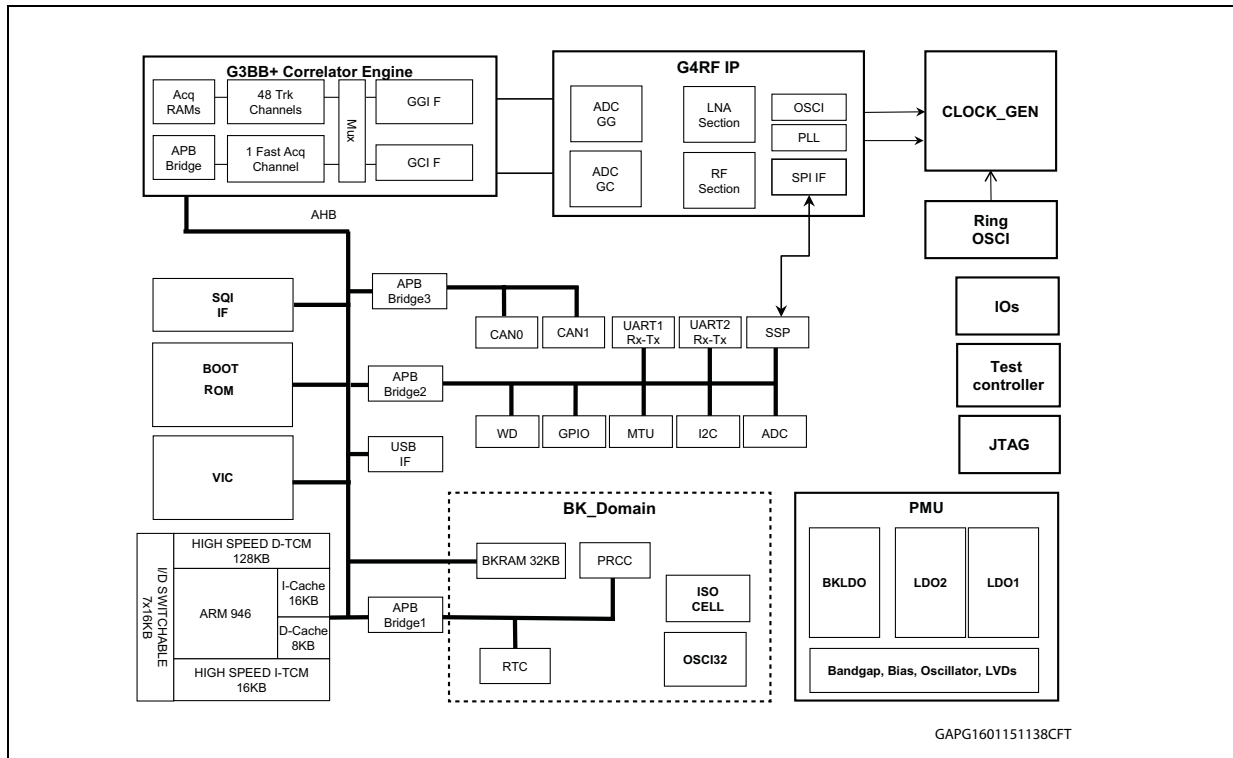 G3BB+ Correlator Engine
Acq
RAMs
48 Trk
Channels
Mux
GGI F
APB
Bridge
1 Fast Acq
Channel
GCI F
G4RF IP
ADC
GG
LNA
Section
OSCI
PLL
ADC
GC
RF
Section
SPI IF
CLOCK_GEN
Ring
OSCI
AHB
SQI
IF
APB
Bridge3
CAN0
CAN1
UART1
Rx-Tx
UART2
Rx-Tx
SSP
IOs
BOOT
ROM
APB
Bridge2
Test
controller
WD
GPIO
MTU
I2C
ADC
JTAG
VIC
USB
IF
BK_Domain
BKRAM 32KB
PRCC
ISO
CELL
OSCI32
RTC
APB
Bridge1
I/D SWITCHABLE
7x16KB
HIGH SPEED D-TCM
128KB
ARM 946
I-Cache
16KB
D-Cache
8KB
HIGH SPEED I-TCM
16KB
PMU
BKLDO
LDO2
LDO1
Bandgap, Bias, Oscillator, LVDs
GAPG1601151138CFT